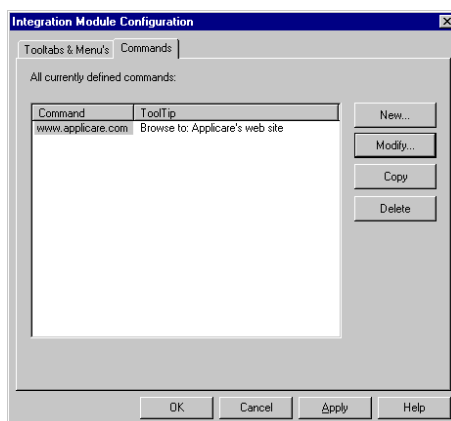 Integration Module Configuration
Tooltabs & Menu's Commands
All currently defined commands:
Command ToolTip
www.applicare.com Browse to: Applicare's web site
New...
Modify...
Copy
Delete
OK Cancel Apply Help